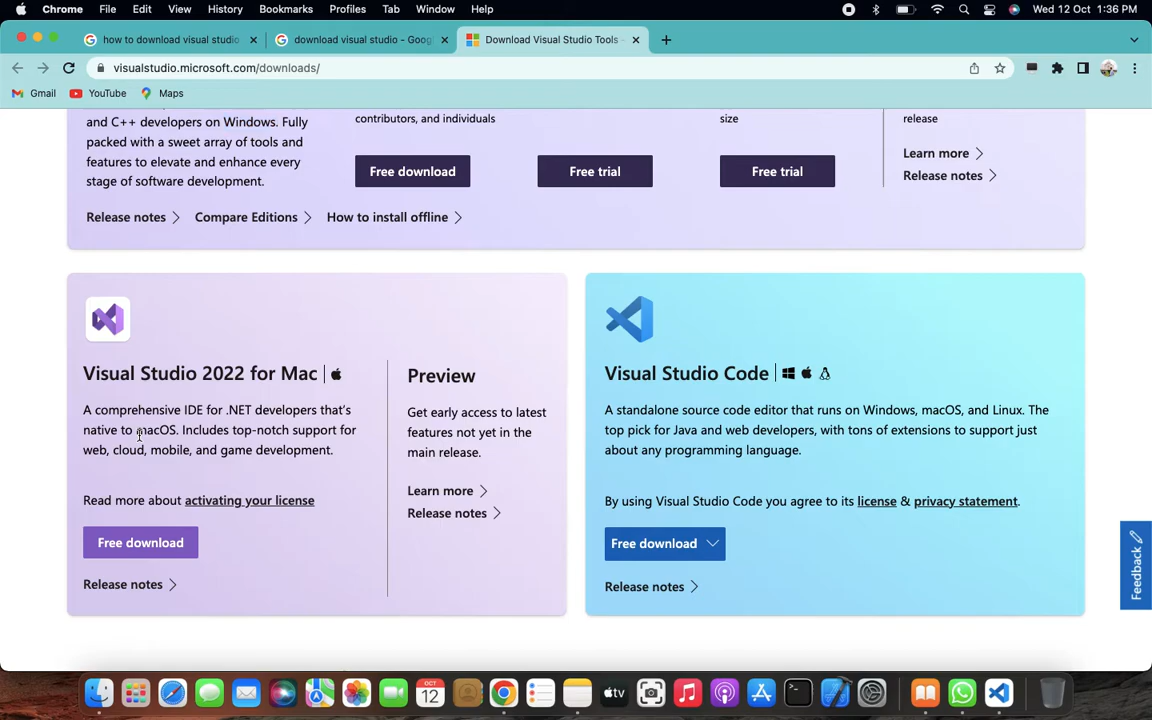 Chrome File Edit View History Bookmarks Profiles Tab Window Help Wed 12 Oct 1:36 PM
how to download visual studio download visual studio - Goog Download Visual Studio Tools -
visualstudio.microsoft.com/downloads/
Gmail YouTube Maps
and C++ developers on Windows. Fully
packed with a sweet array of tools and
features to elevate and enhance every
stage of software development.
Release notes Compare Editions How to install offline
contributors, and individuals
Free download
Free trial
size
Free trial
release
Learn more
Release notes
Visual Studio 2022 for Mac
A comprehensive IDE for .NET developers that's
native to macOS. Includes top-notch support for
web, cloud, mobile, and game development.
Read more about activating your license
Free download
Release notes
Preview
Get early access to latest
features not yet in the
main release.
Learn more
Release notes
Visual Studio Code
A standalone source code editor that runs on Windows, macOS, and Linux. The
top pick for Java and web developers, with tons of extensions to support just
about any programming language.
By using Visual Studio Code you agree to its license & privacy statement.
Free download
Release notes
Feedback
OCT
12
tv